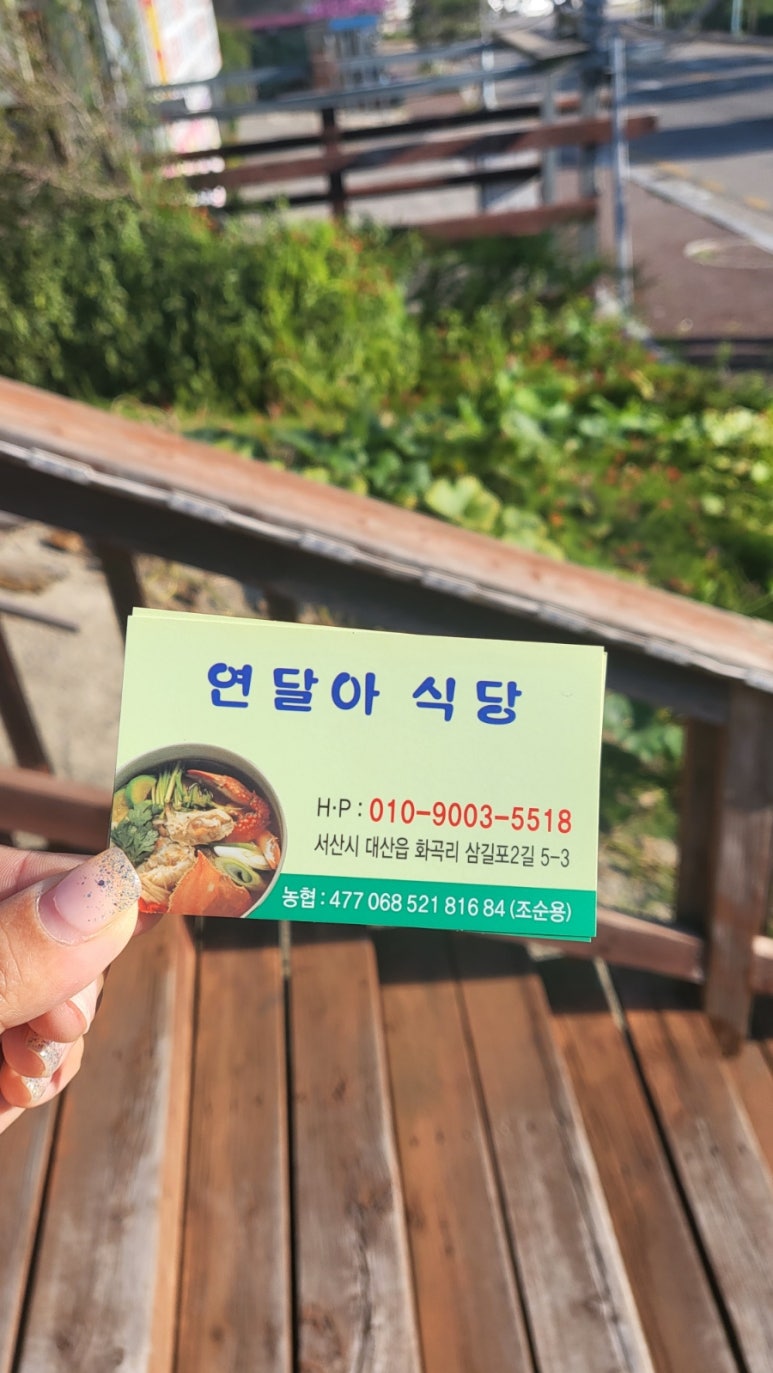 연달아 식당
H·P : 010-9003-5518
서산시 대산읍 화곡리 삼길포2길 5-3
농협 : 477 068 521 816 84 (조순용)